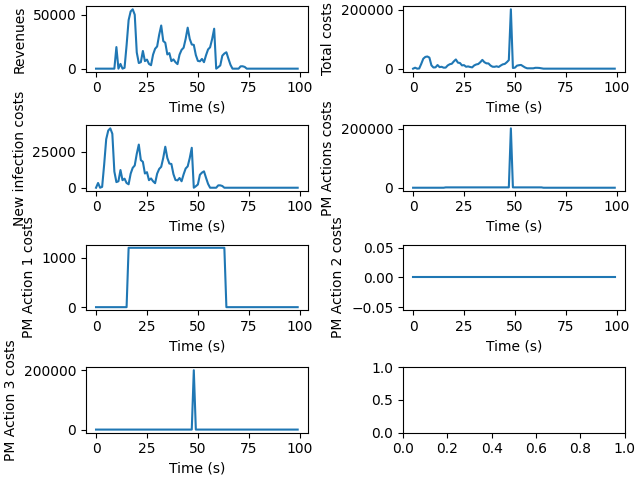 Revenues
50000
0
0 25 50 75 100
Time (s)
Total costs
200000
0
0 25 50 75 100
Time (s)
New infection costs
25000
0
0 25 50 75 100
Time (s)
PM Actions costs
200000
0
0 25 50 75 100
Time (s)
PM Action 1 costs
1000
0
0 25 50 75 100
Time (s)
PM Action 2 costs
0.05
0.00
−0.05
0 25 50 75 100
Time (s)
PM Action 3 costs
200000
0
0 25 50 75 100
Time (s)
1.0
0.5
0.0
0.0 0.2 0.4 0.6 0.8 1.0